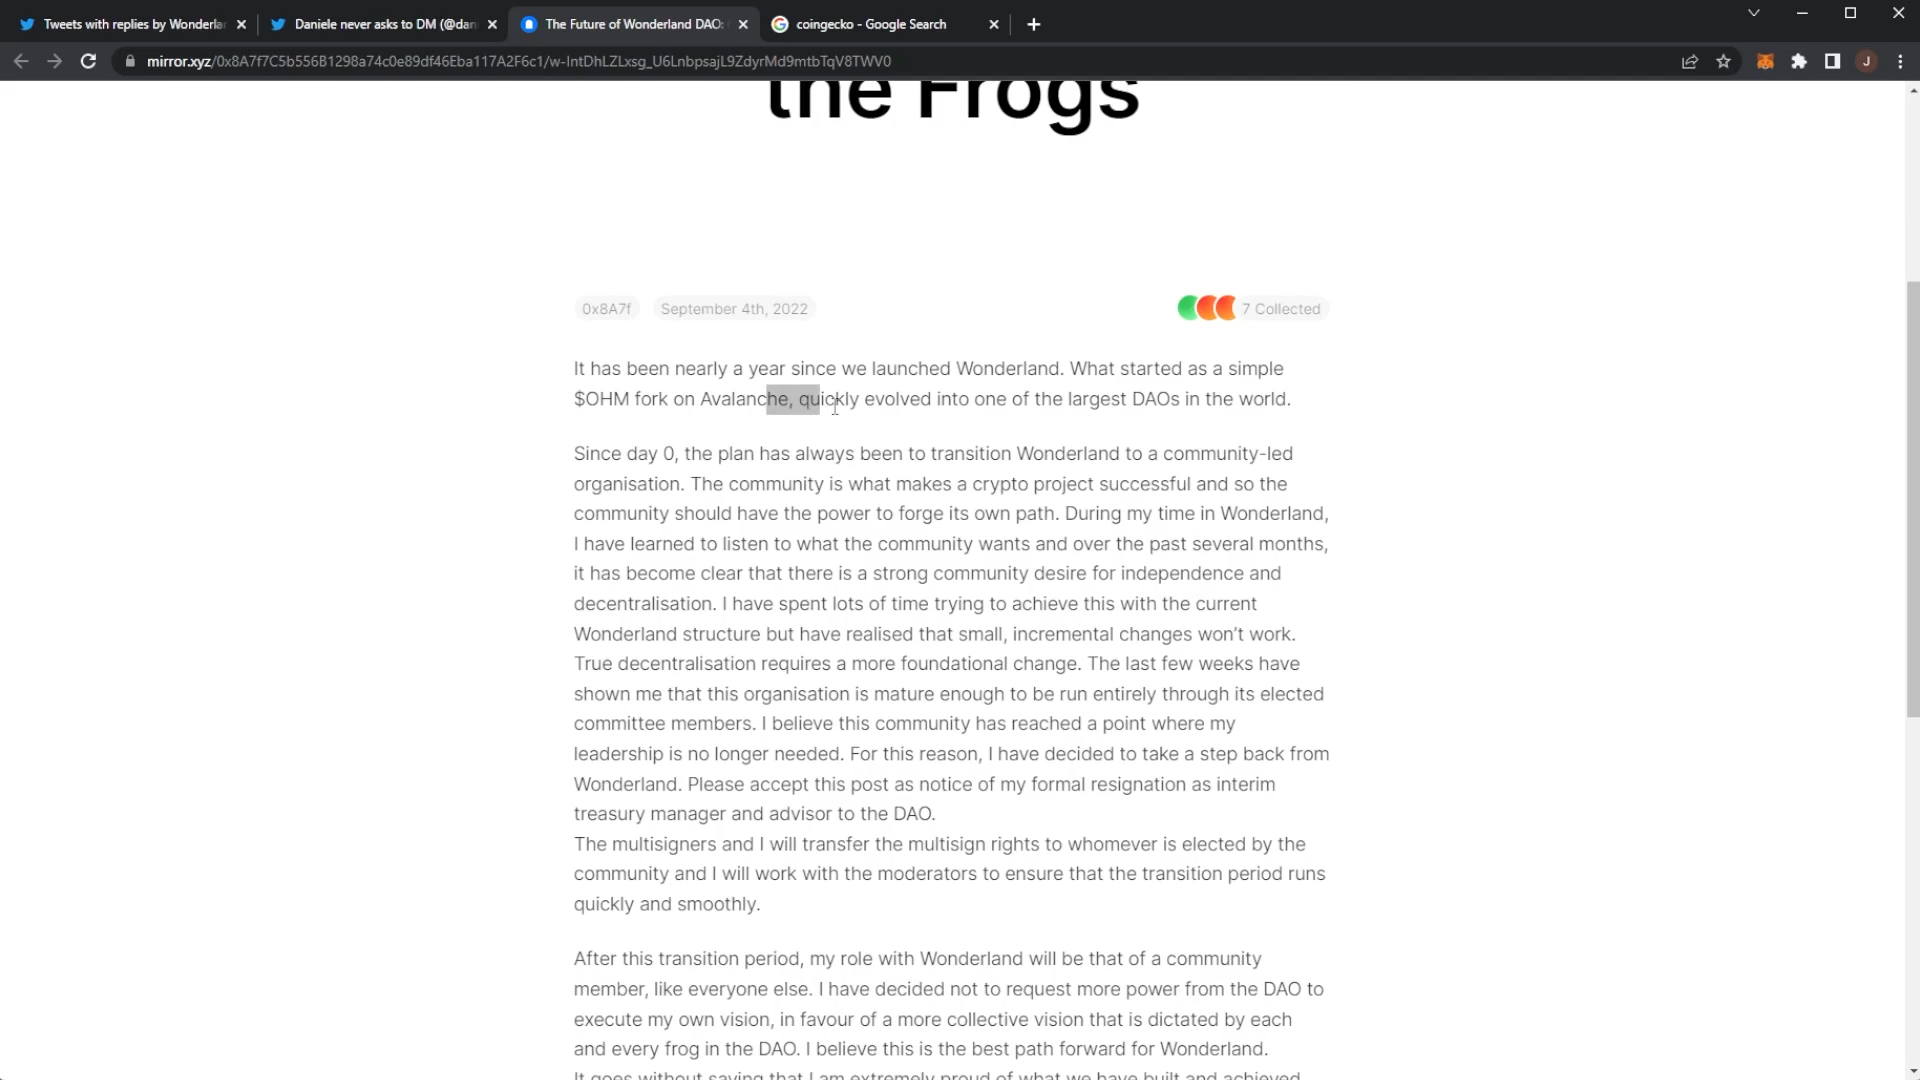 Tweets with replies by Wonderlan
Daniele never asks to DM (@dan
The Future of Wonderland DAO:
coingecko - Google Search
mirror.xyz/0x8A7f7C5b556B1298a74c0e89df46Eba117A2F6c1/w-IntDhLZLxsg_U6LnbpsajL9ZdyrMd9mtbTqV8TWV0
J
the Frogs
0x8A7f
September 4th, 2022
7 Collected
It has been nearly a year since we launched Wonderland. What started as a simple
$OHM fork on Avalanche, quickly evolved into one of the largest DAOs in the world.
Since day 0, the plan has always been to transition Wonderland to a community-led
organisation. The community is what makes a crypto project successful and so the
community should have the power to forge its own path. During my time in Wonderland,
I have learned to listen to what the community wants and over the past several months,
it has become clear that there is a strong community desire for independence and
decentralisation. I have spent lots of time trying to achieve this with the current
Wonderland structure but have realised that small, incremental changes won’t work.
True decentralisation requires a more foundational change. The last few weeks have
shown me that this organisation is mature enough to be run entirely through its elected
committee members. I believe this community has reached a point where my
leadership is no longer needed. For this reason, I have decided to take a step back from
Wonderland. Please accept this post as notice of my formal resignation as interim
treasury manager and advisor to the DAO.
The multisigners and I will transfer the multisign rights to whomever is elected by the
community and I will work with the moderators to ensure that the transition period runs
quickly and smoothly.
After this transition period, my role with Wonderland will be that of a community
member, like everyone else. I have decided not to request more power from the DAO to
execute my own vision, in favour of a more collective vision that is dictated by each
and every frog in the DAO. I believe this is the best path forward for Wonderland.
It goes without saying that I am extremely proud of what we have built and achieved